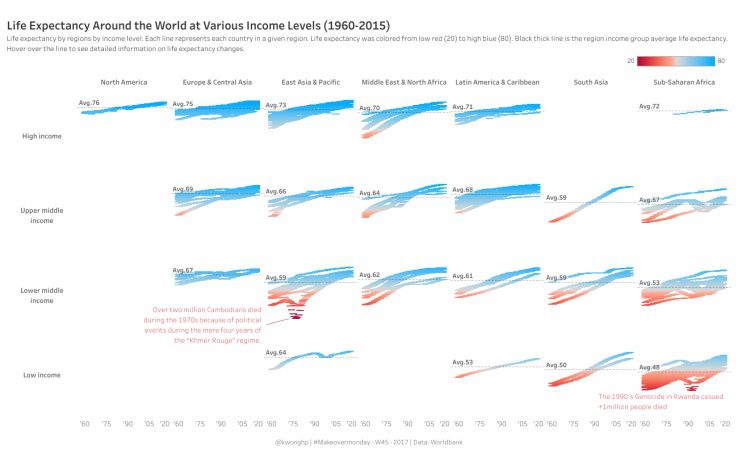 Life Expectancy Around the World at Various Income Levels (1960-2015)
Life expectancy by regions by income level. Each line represents each country in a given region. Life expectancy was colored from low red (20) to high blue (80). Black thick line is the region income group average life expectancy.
Hover over the line to see detailed information on life expectancy changes.
20 80
North America Europe & Central Asia East Asia & Pacific Middle East & North Africa Latin America & Caribbean South Asia Sub-Saharan Africa
High income
Avg.76 Avg.75 Avg.73 Avg.70 Avg.71 Avg.72
Upper middle
income
Avg.69 Avg.66 Avg.64 Avg.68 Avg.59 Avg.57
Lower middle
income
Avg.67 Avg.59 Avg.62 Avg.61 Avg.59 Avg.53
Over two million Cambodians died
during the 1970s because of political
events during the mere four years of
the "Khmer Rouge" regime.
Low income
Avg.64 Avg.53 Avg.50 Avg.48
The 1990's Genocide in Rwanda casued
+1million people died
'60 '75 '90 '05 '20 '60 '75 '90 '05 '20 '60 '75 '90 '05 '20 '60 '75 '90 '05 '20 '60 '75 '90 '05 '20 '60 '75 '90 '05 '20 '60 '75 '90 '05 '20
@kwonghp | #Makeovermonday - W45 - 2017 | Data: Worldbank